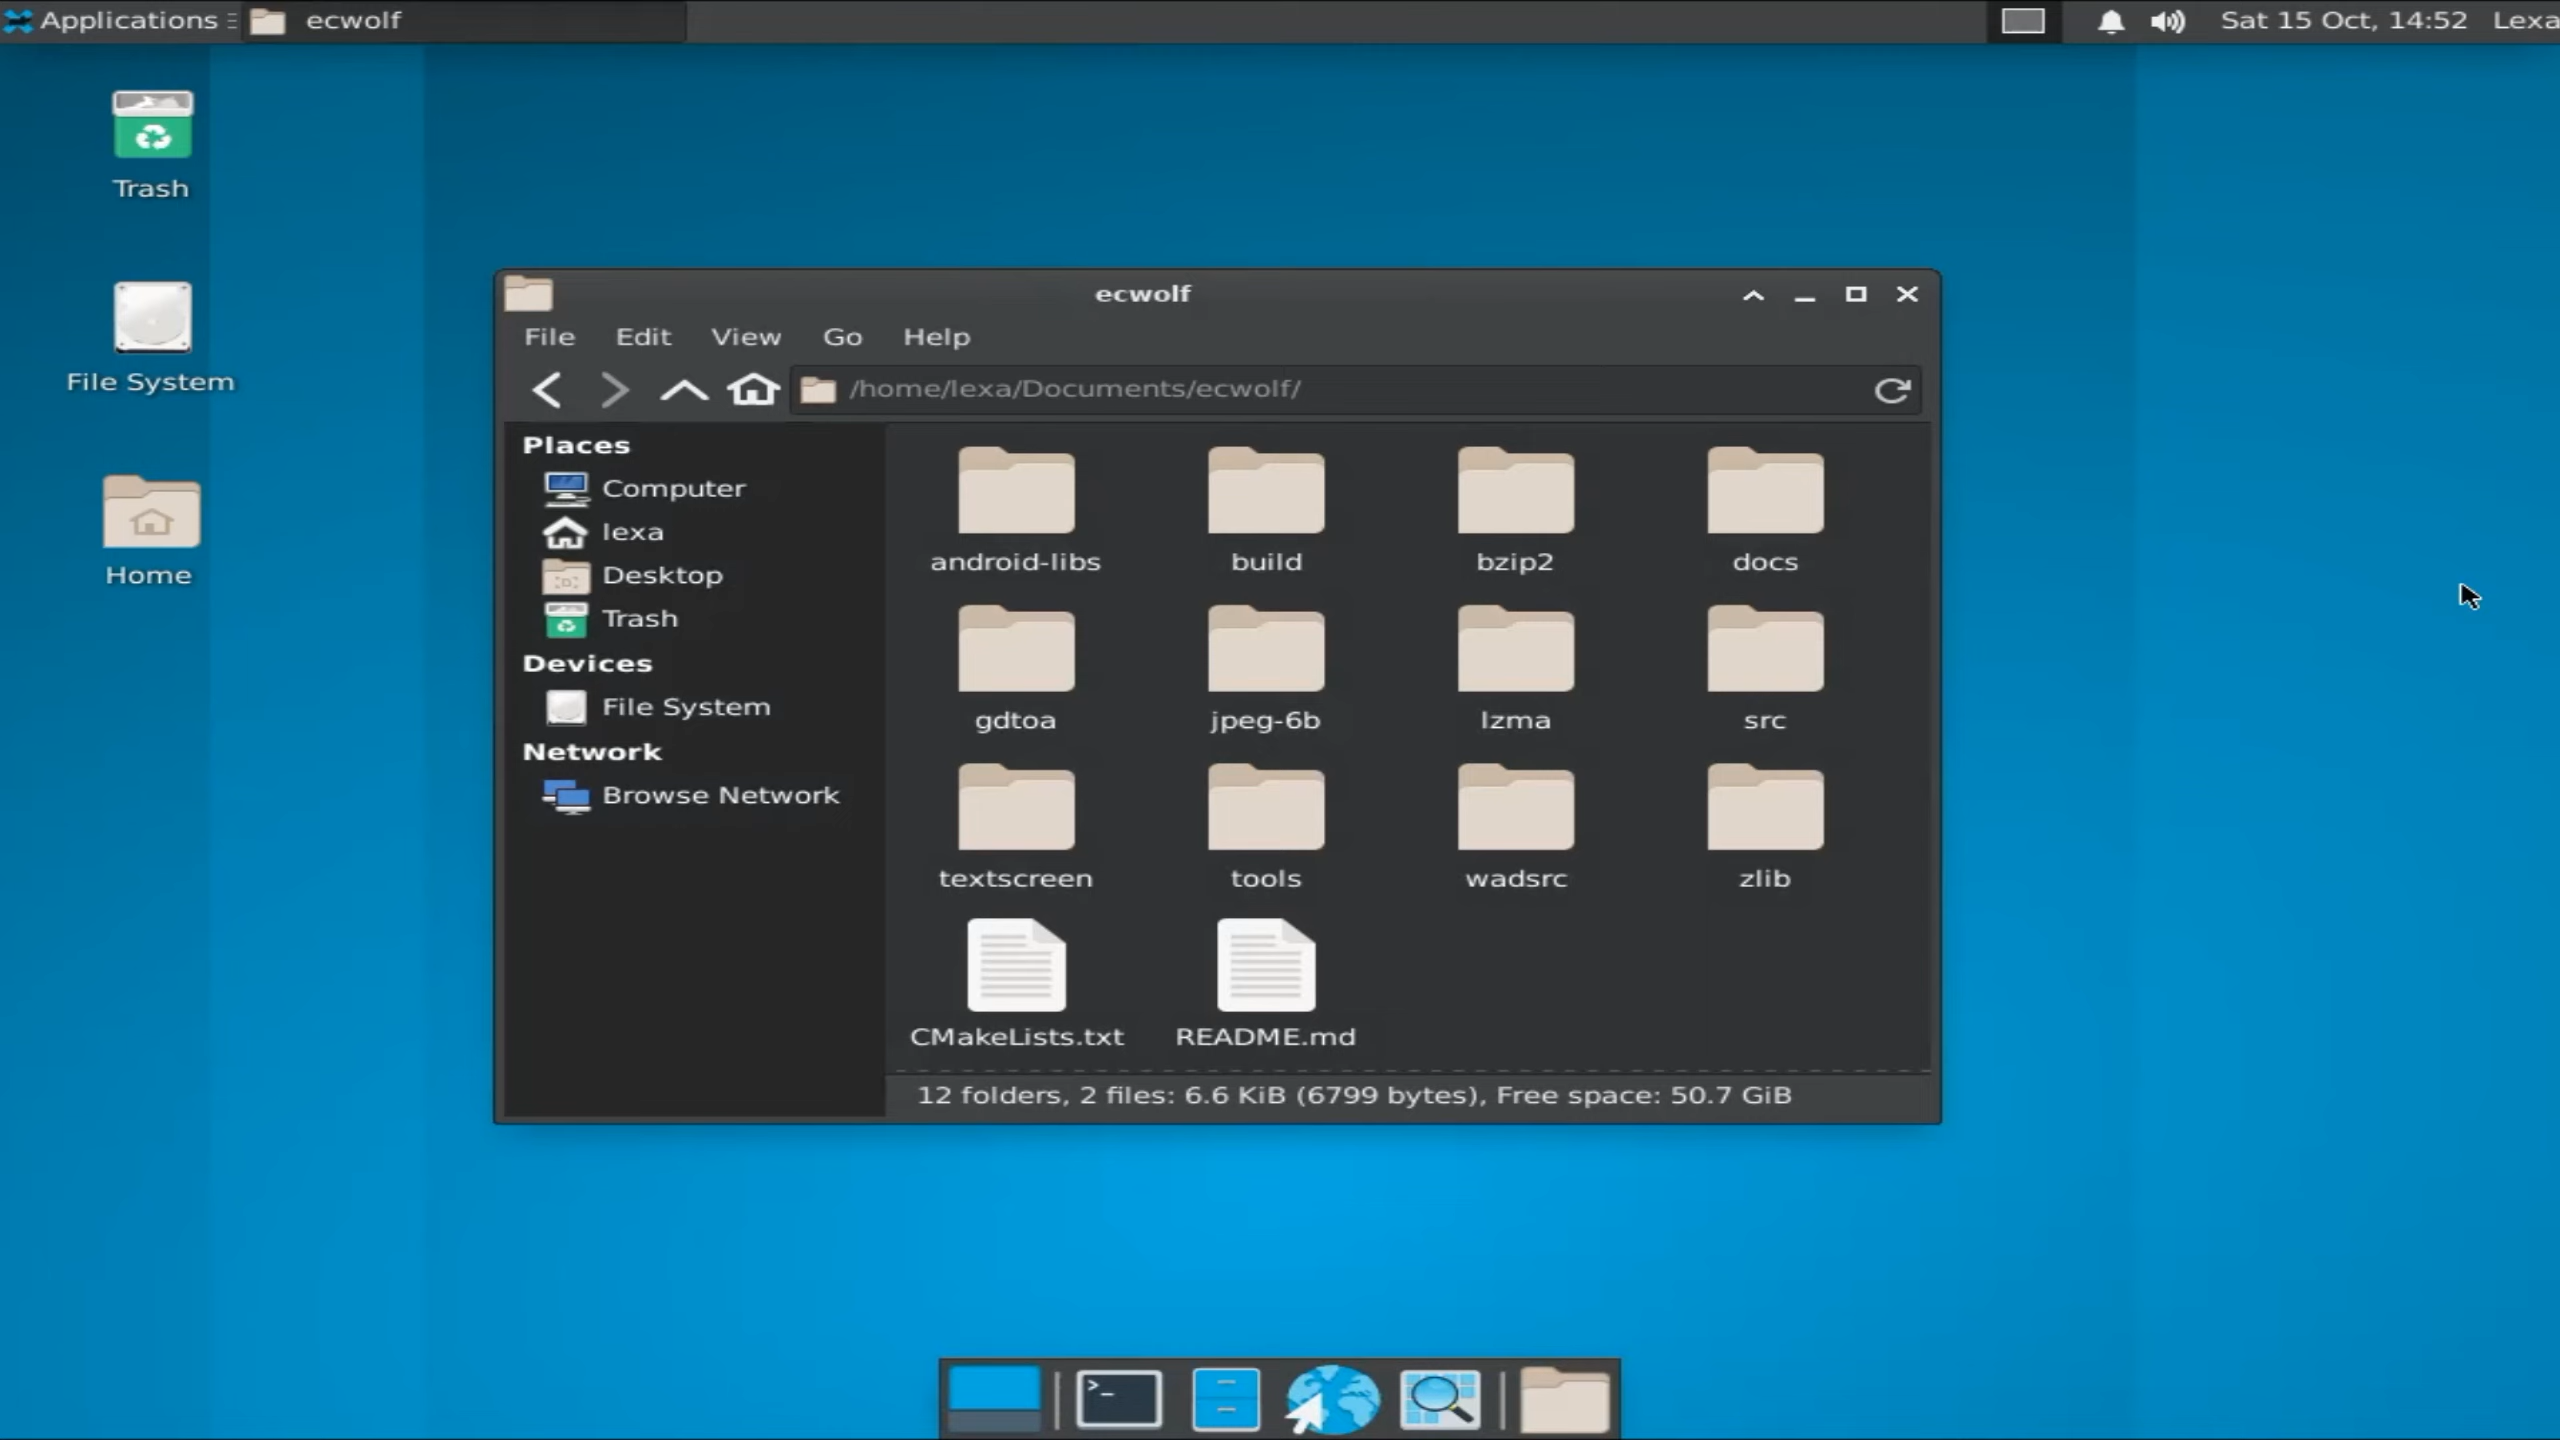 Applications
ecwolf
Sat 15 Oct, 14:52
Lexa
Trash
File System
Home
ecwolf
File Edit View Go Help
/home/lexa/Documents/ecwolf/
Places
Computer
lexa
Desktop
Trash
Devices
File System
Network
Browse Network
android-libs build bzip2 docs
gdtoa jpeg-6b lzma src
textscreen tools wadsrc zlib
CMakeLists.txt README.md
12 folders, 2 files: 6.6 KiB (6799 bytes), Free space: 50.7 GiB